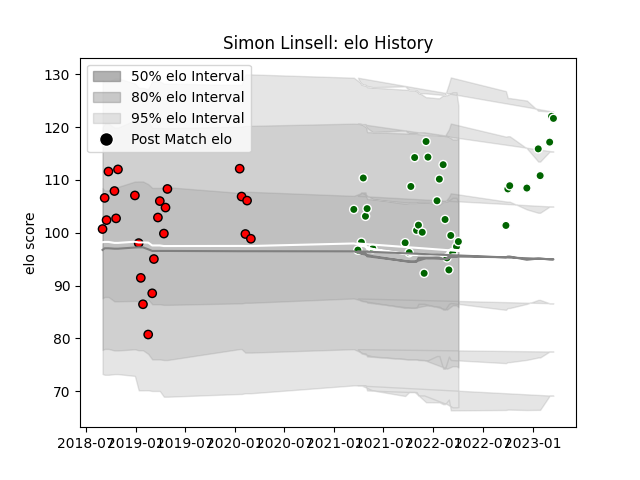 Simon Linsell: elo History
130
120
110
100
90
80
70
elo score
50% elo Interval
80% elo Interval
95% elo Interval
Post Match elo
2018-07 2019-01 2019-07 2020-01 2020-07 2021-01 2021-07 2022-01 2022-07 2023-01